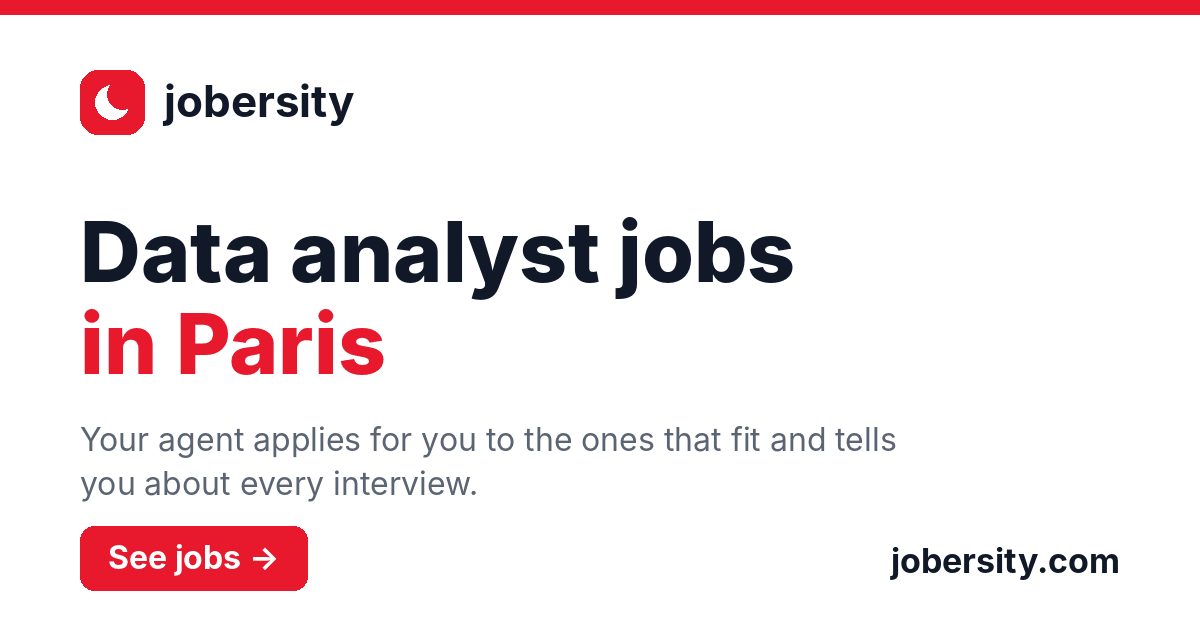 jobersity
Data analyst jobs
in Paris
Your agent applies for you to the ones that fit and tells
you about every interview.
See jobs →
jobersity.com